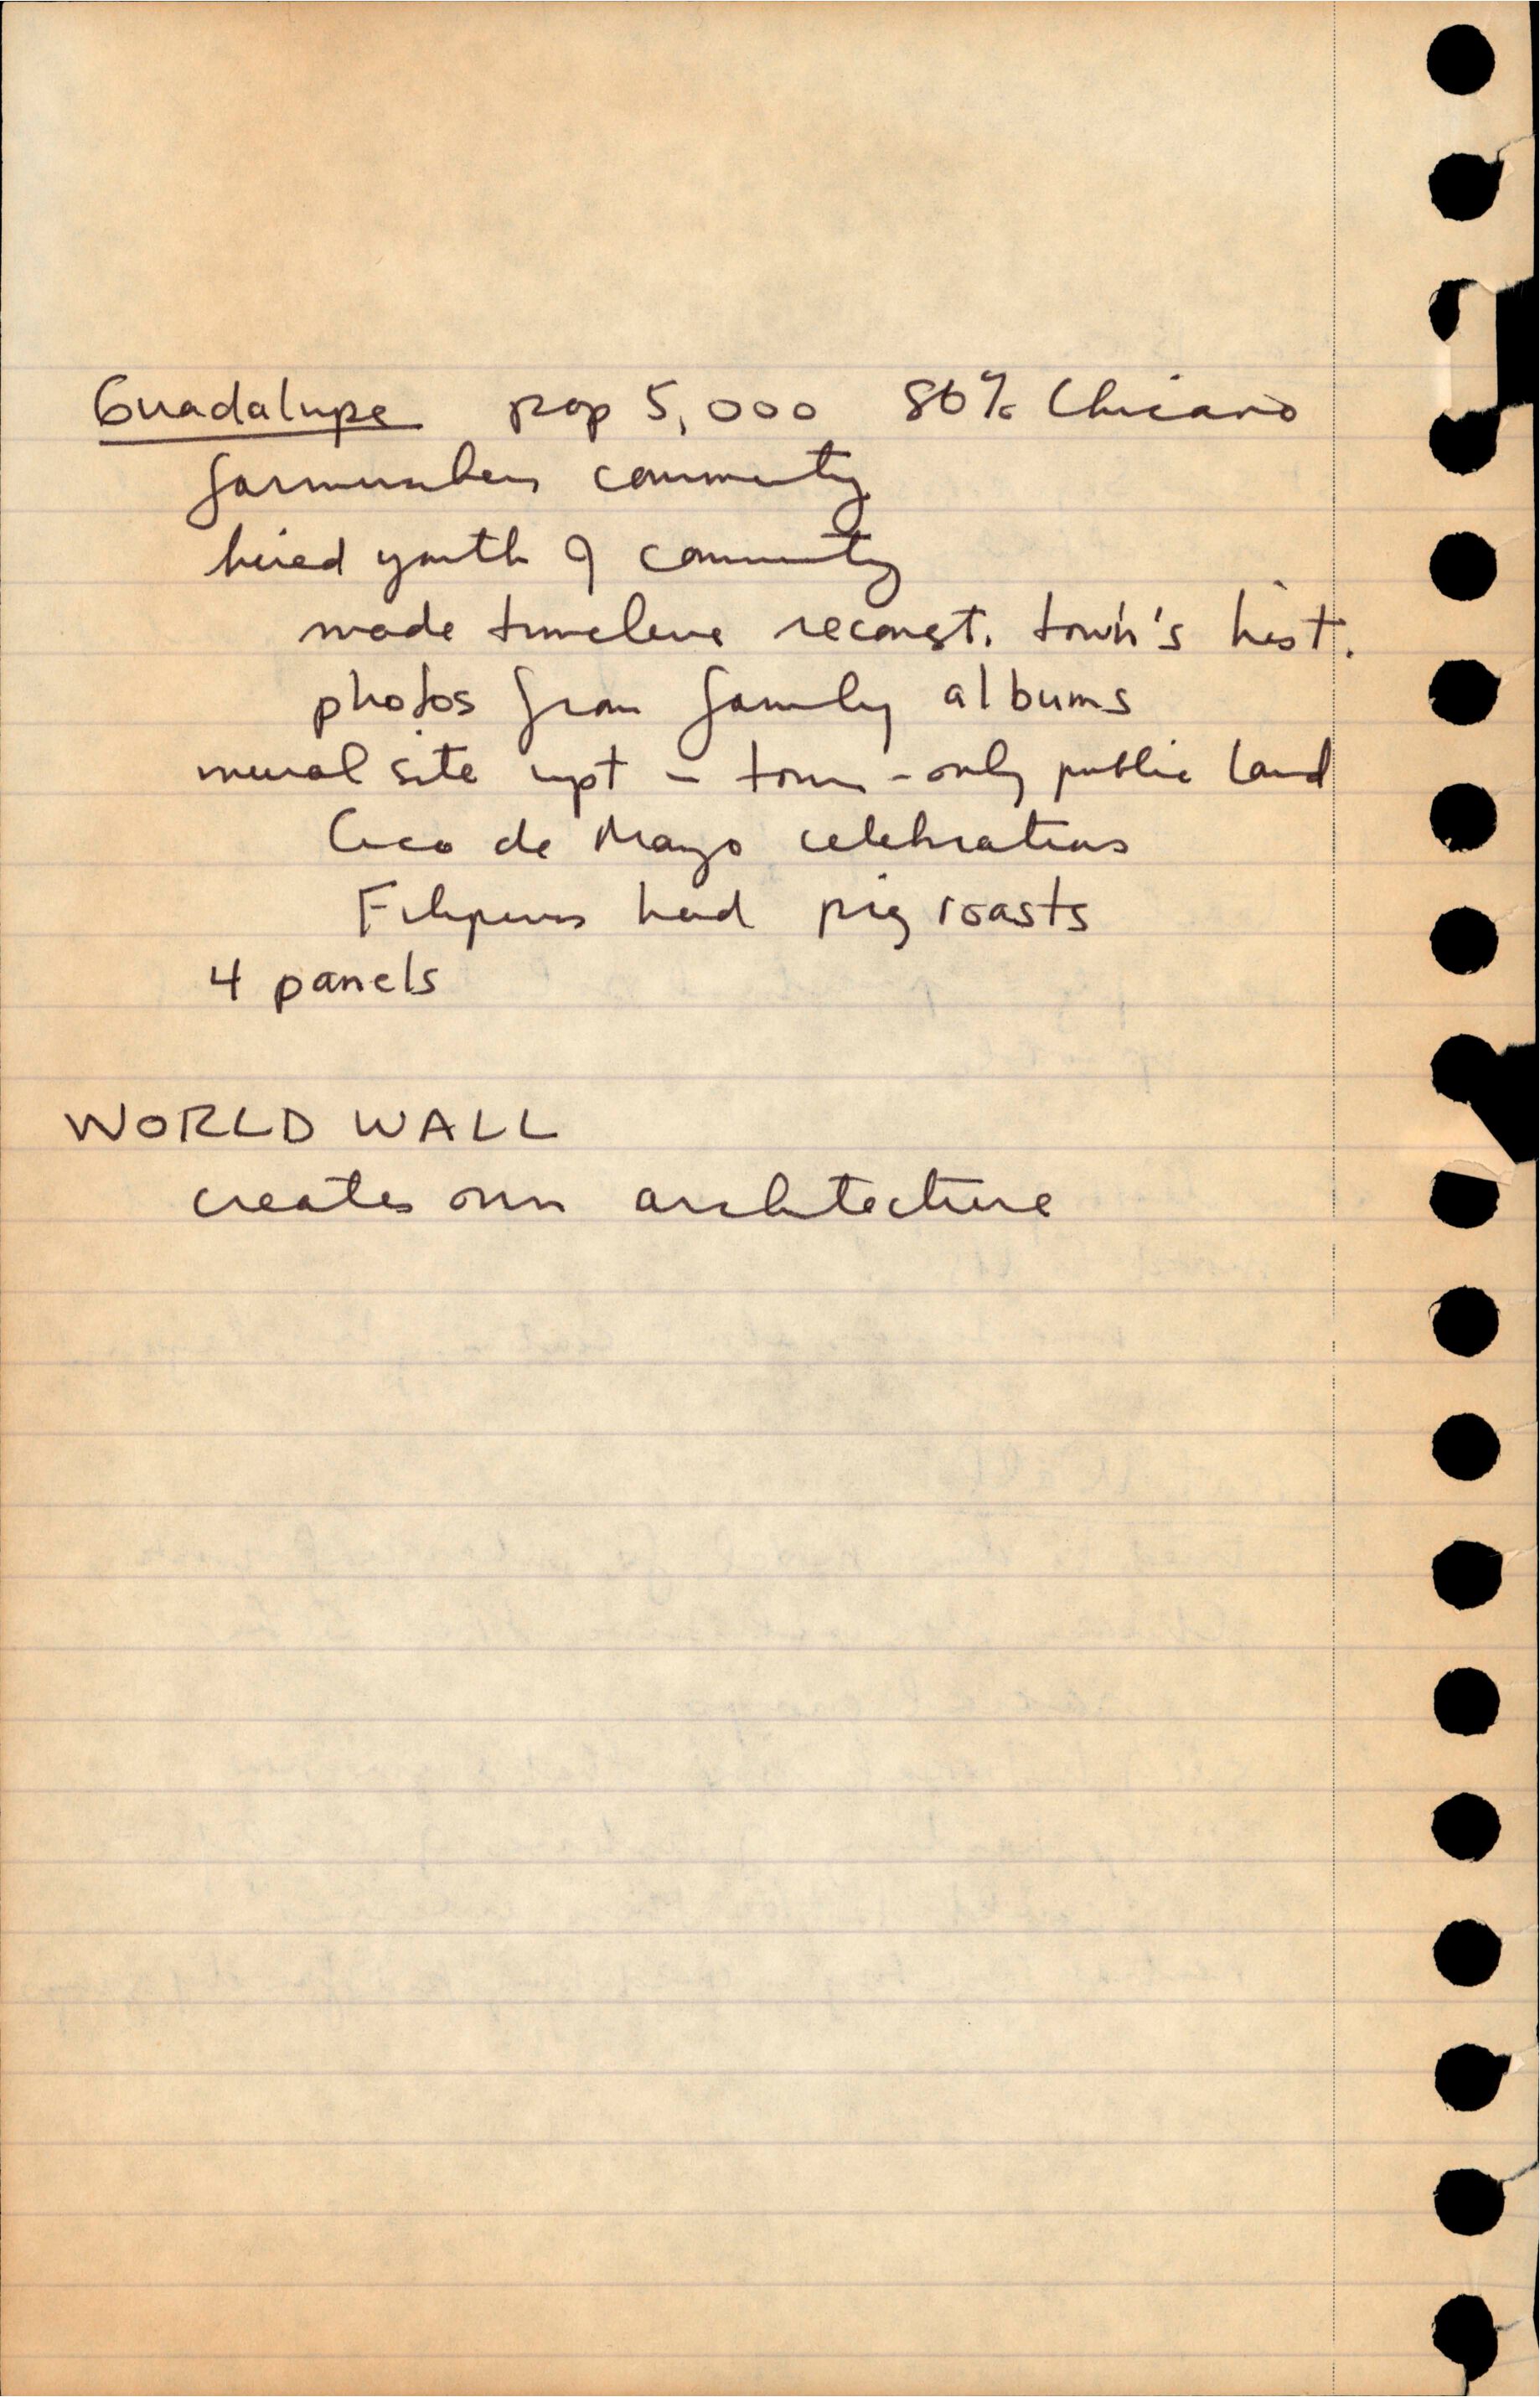 Guadalupe pop 5,000 80% Chicano
farmworkers community
hired youth of community
made timeline reconst. town's hist.
photos from family albums
mural site impt - town - only public land
Cinco de Mayo celebrations
Filipinos had pig roasts
4 panels
WORLD WALL
creates own architecture